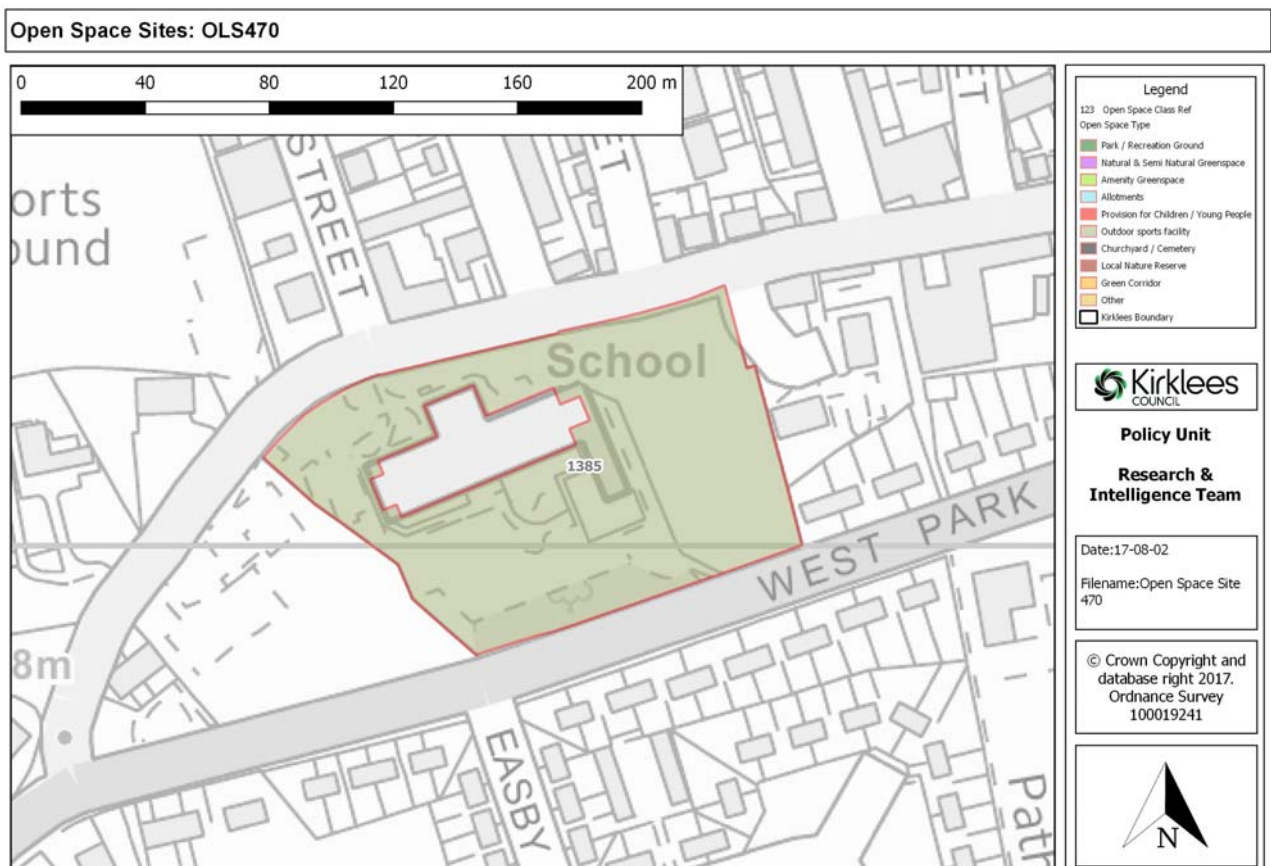 Open Space Sites: OLS470
0 40 80 120 160 200 m
STREET
ET
ET
orts
ound
School
1385
WEST PARK
8m
EASBY
Path
Legend
123 Open Space Class Ref
Open Space Type
Park / Recreation Ground
Natural & Semi Natural Greenspace
Amenity Greenspace
Allotments
Provision for Children / Young People
Outdoor sports facility
Churchyard / Cemetery
Local Nature Reserve
Green Corridor
Other
Kirklees Boundary
Kirklees
COUNCIL
Policy Unit
Research &
Intelligence Team
Date:17-08-02
Filename:Open Space Site
470
© Crown Copyright and
database right 2017.
Ordnance Survey
100019241
N